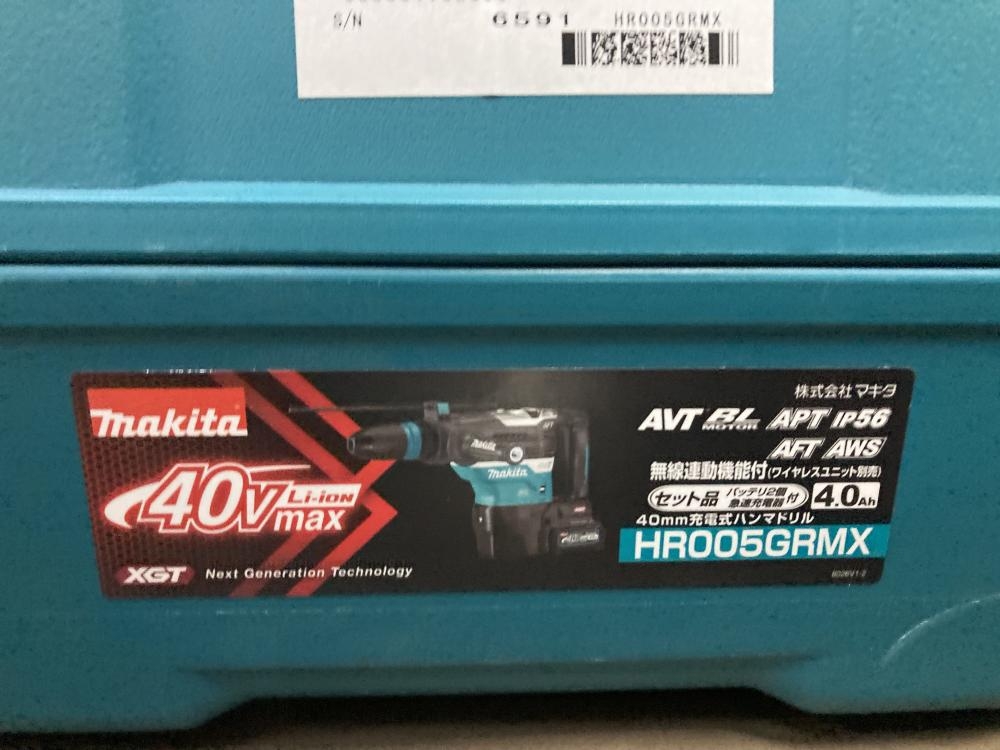 S/N 6591 HR005GRMX
株式会社マキタ
makita
AVT BL MOTOR APT IP56
AFT AWS
無線連動機能付(ワイヤレスユニット別売)
40Vmax Li-ion
セット品 バッテリ2個 急速充電器 付 4.0Ah
40mm充電式ハンマドリル
HR005GRMX
XGT Next Generation Technology
makita
makita